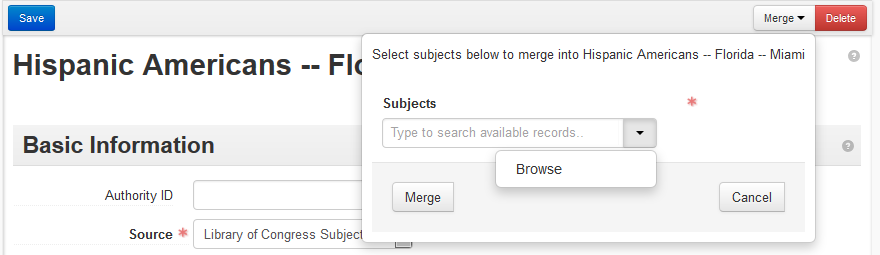 Save
Merge
Delete
Select subjects below to merge into Hispanic Americans -- Florida -- Miami
Hispanic Americans -- Flo
Subjects *
Type to search available records..
Basic Information
Browse
Authority ID
Merge
Cancel
Source *
Library of Congress Subject